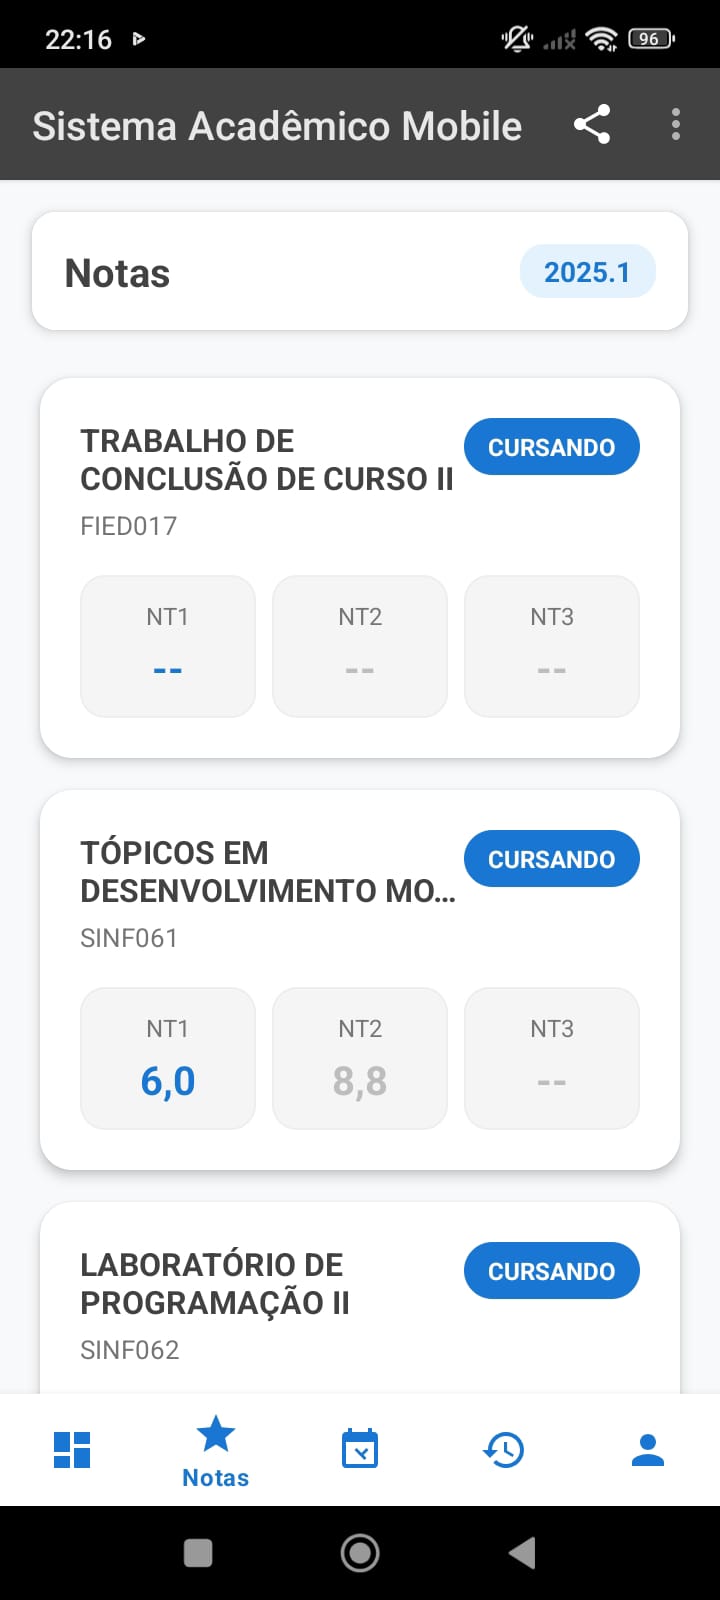 22:16
96
Sistema Acadêmico Mobile
Notas
2025.1
TRABALHO DE
CONCLUSÃO DE CURSO II
CURSANDO
FIED017
NT1
NT2
NT3
--
--
--
TÓPICOS EM
DESENVOLVIMENTO MO...
CURSANDO
SINF061
NT1
NT2
NT3
6,0
8,8
--
LABORATÓRIO DE
PROGRAMAÇÃO II
CURSANDO
SINF062
Notas